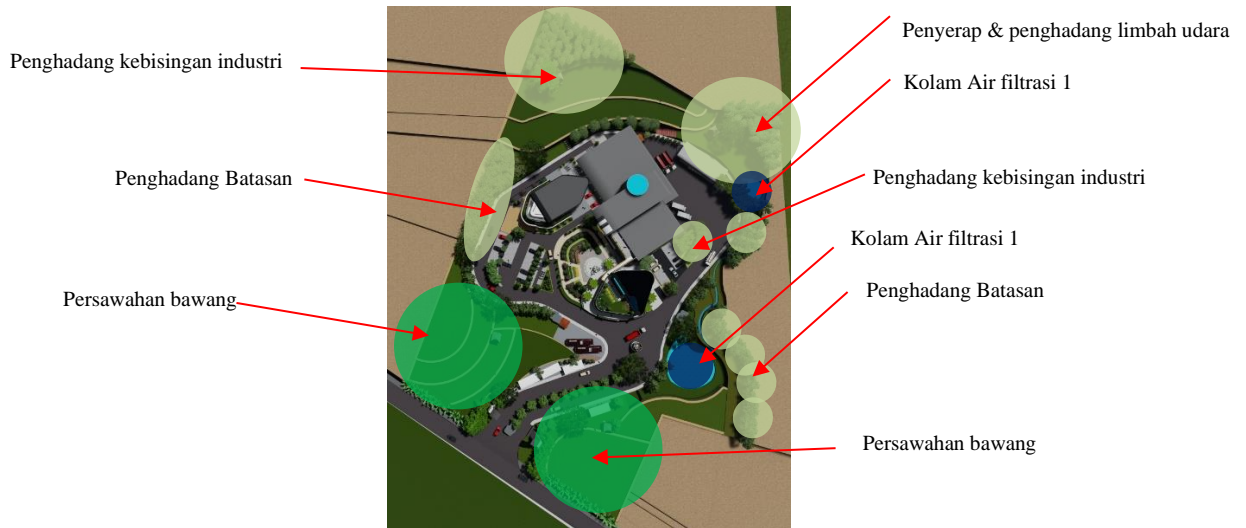 Penghadang kebisingan industri
Penghadang Batasan
Persawahan bawang
Penyerap & penghadang limbah udara
Kolam Air filtrasi 1
Penghadang kebisingan industri
Kolam Air filtrasi 1
Penghadang Batasan
Persawahan bawang